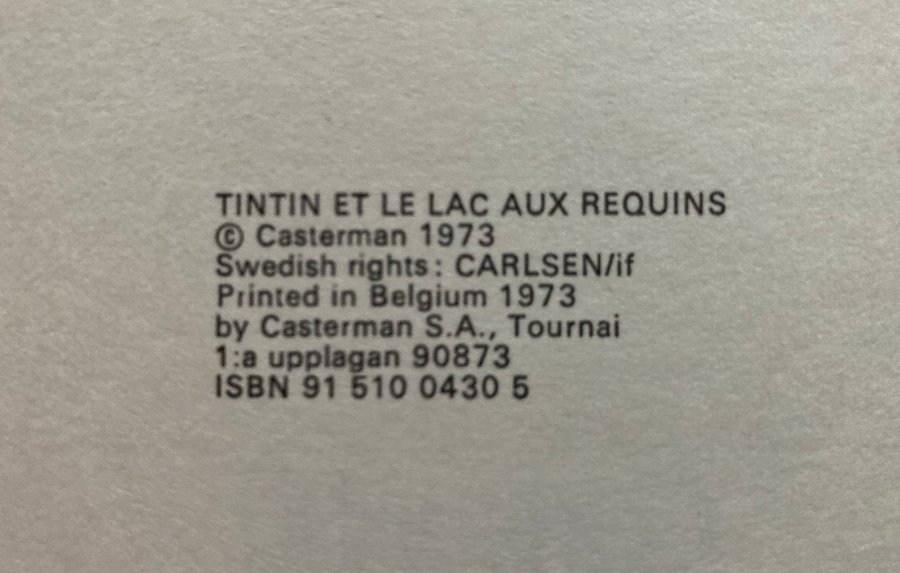 TINTIN ET LE LAC AUX REQUINS
© Casterman 1973
Swedish rights: CARLSEN/if
Printed in Belgium 1973
by Casterman S.A., Tournai
1:a upplagan 90873
ISBN 91 510 0430 5